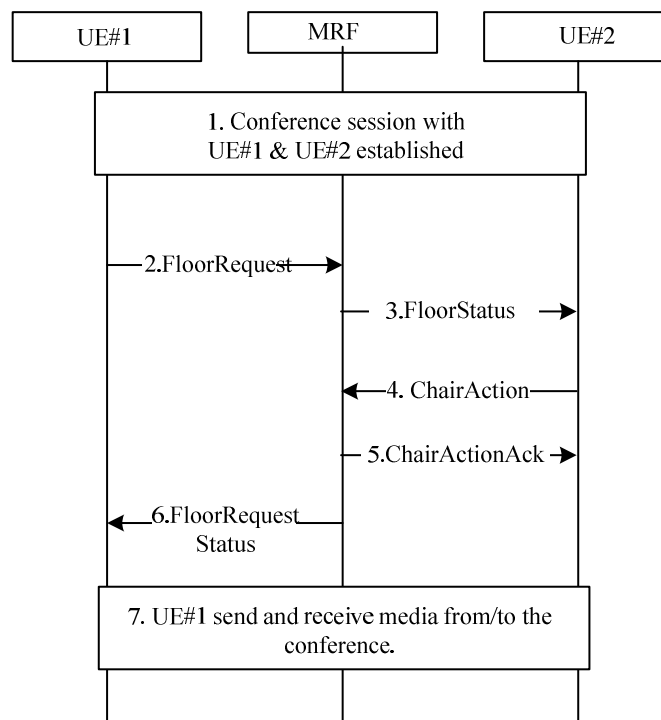 UE#1
MRF
UE#2
1. Conference session with
UE#1 & UE#2 established
2.FloorRequest
3.FloorStatus
4. ChairAction
5.ChairActionAck
6.FloorRequest
Status
7. UE#1 send and receive media from/to the
conference.